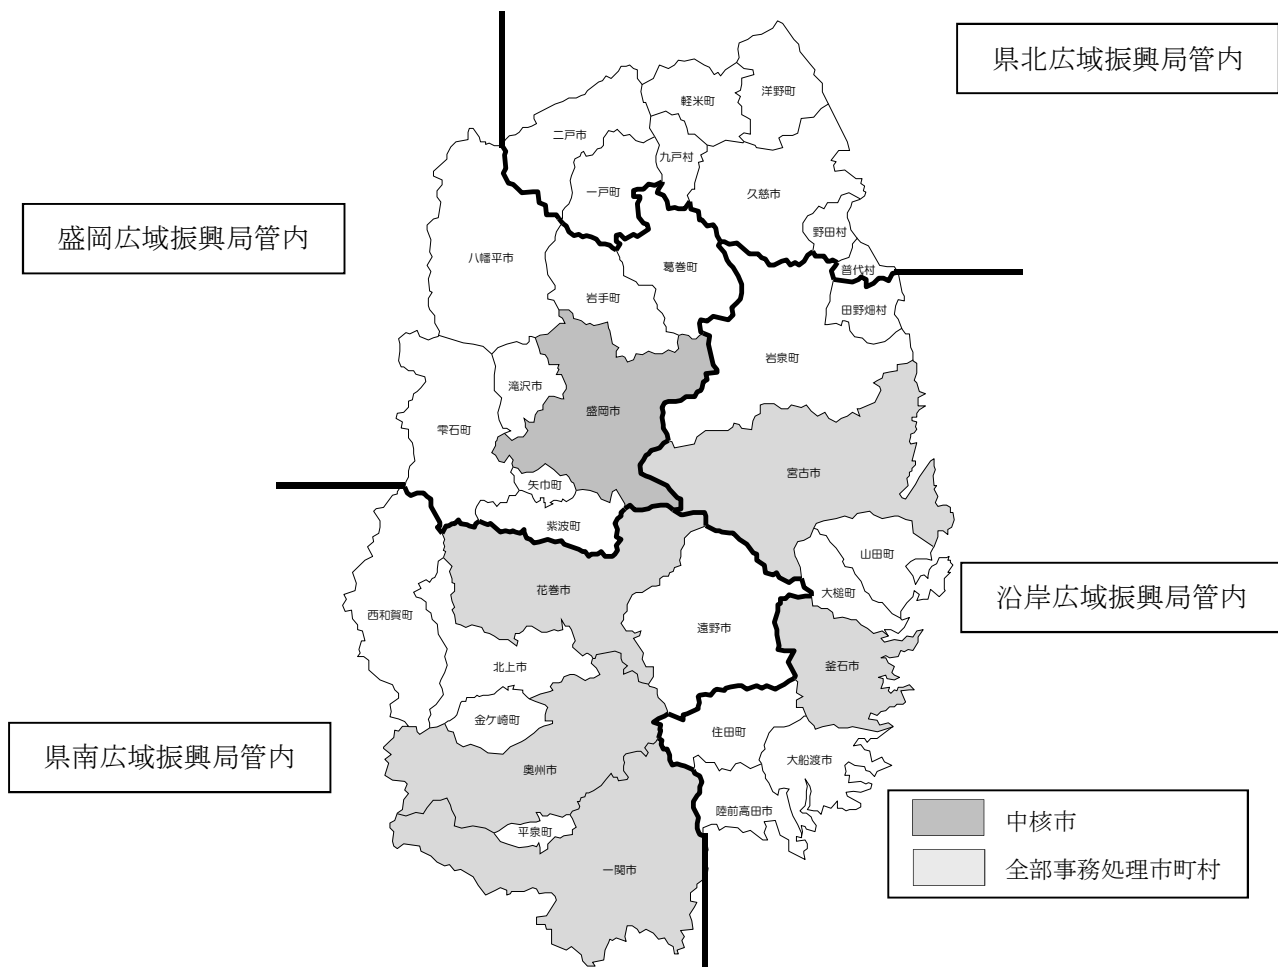 県北広域振興局管内
洋野町
軽米町
二戸市
九戸村
一戸町
久慈市
盛岡広域振興局管内
野田村
八幡平市
葛巻町
普代村
岩手町
田野畑村
岩泉町
滝沢市
盛岡市
雫石町
宮古市
矢巾町
紫波町
山田町
花巻市
大槌町
沿岸広域振興局管内
西和賀町
遠野市
北上市
釜石市
金ケ崎町
住田町
県南広域振興局管内
大船渡市
奥州市
陸前高田市
中核市
平泉町
一関市
全部事務処理市町村